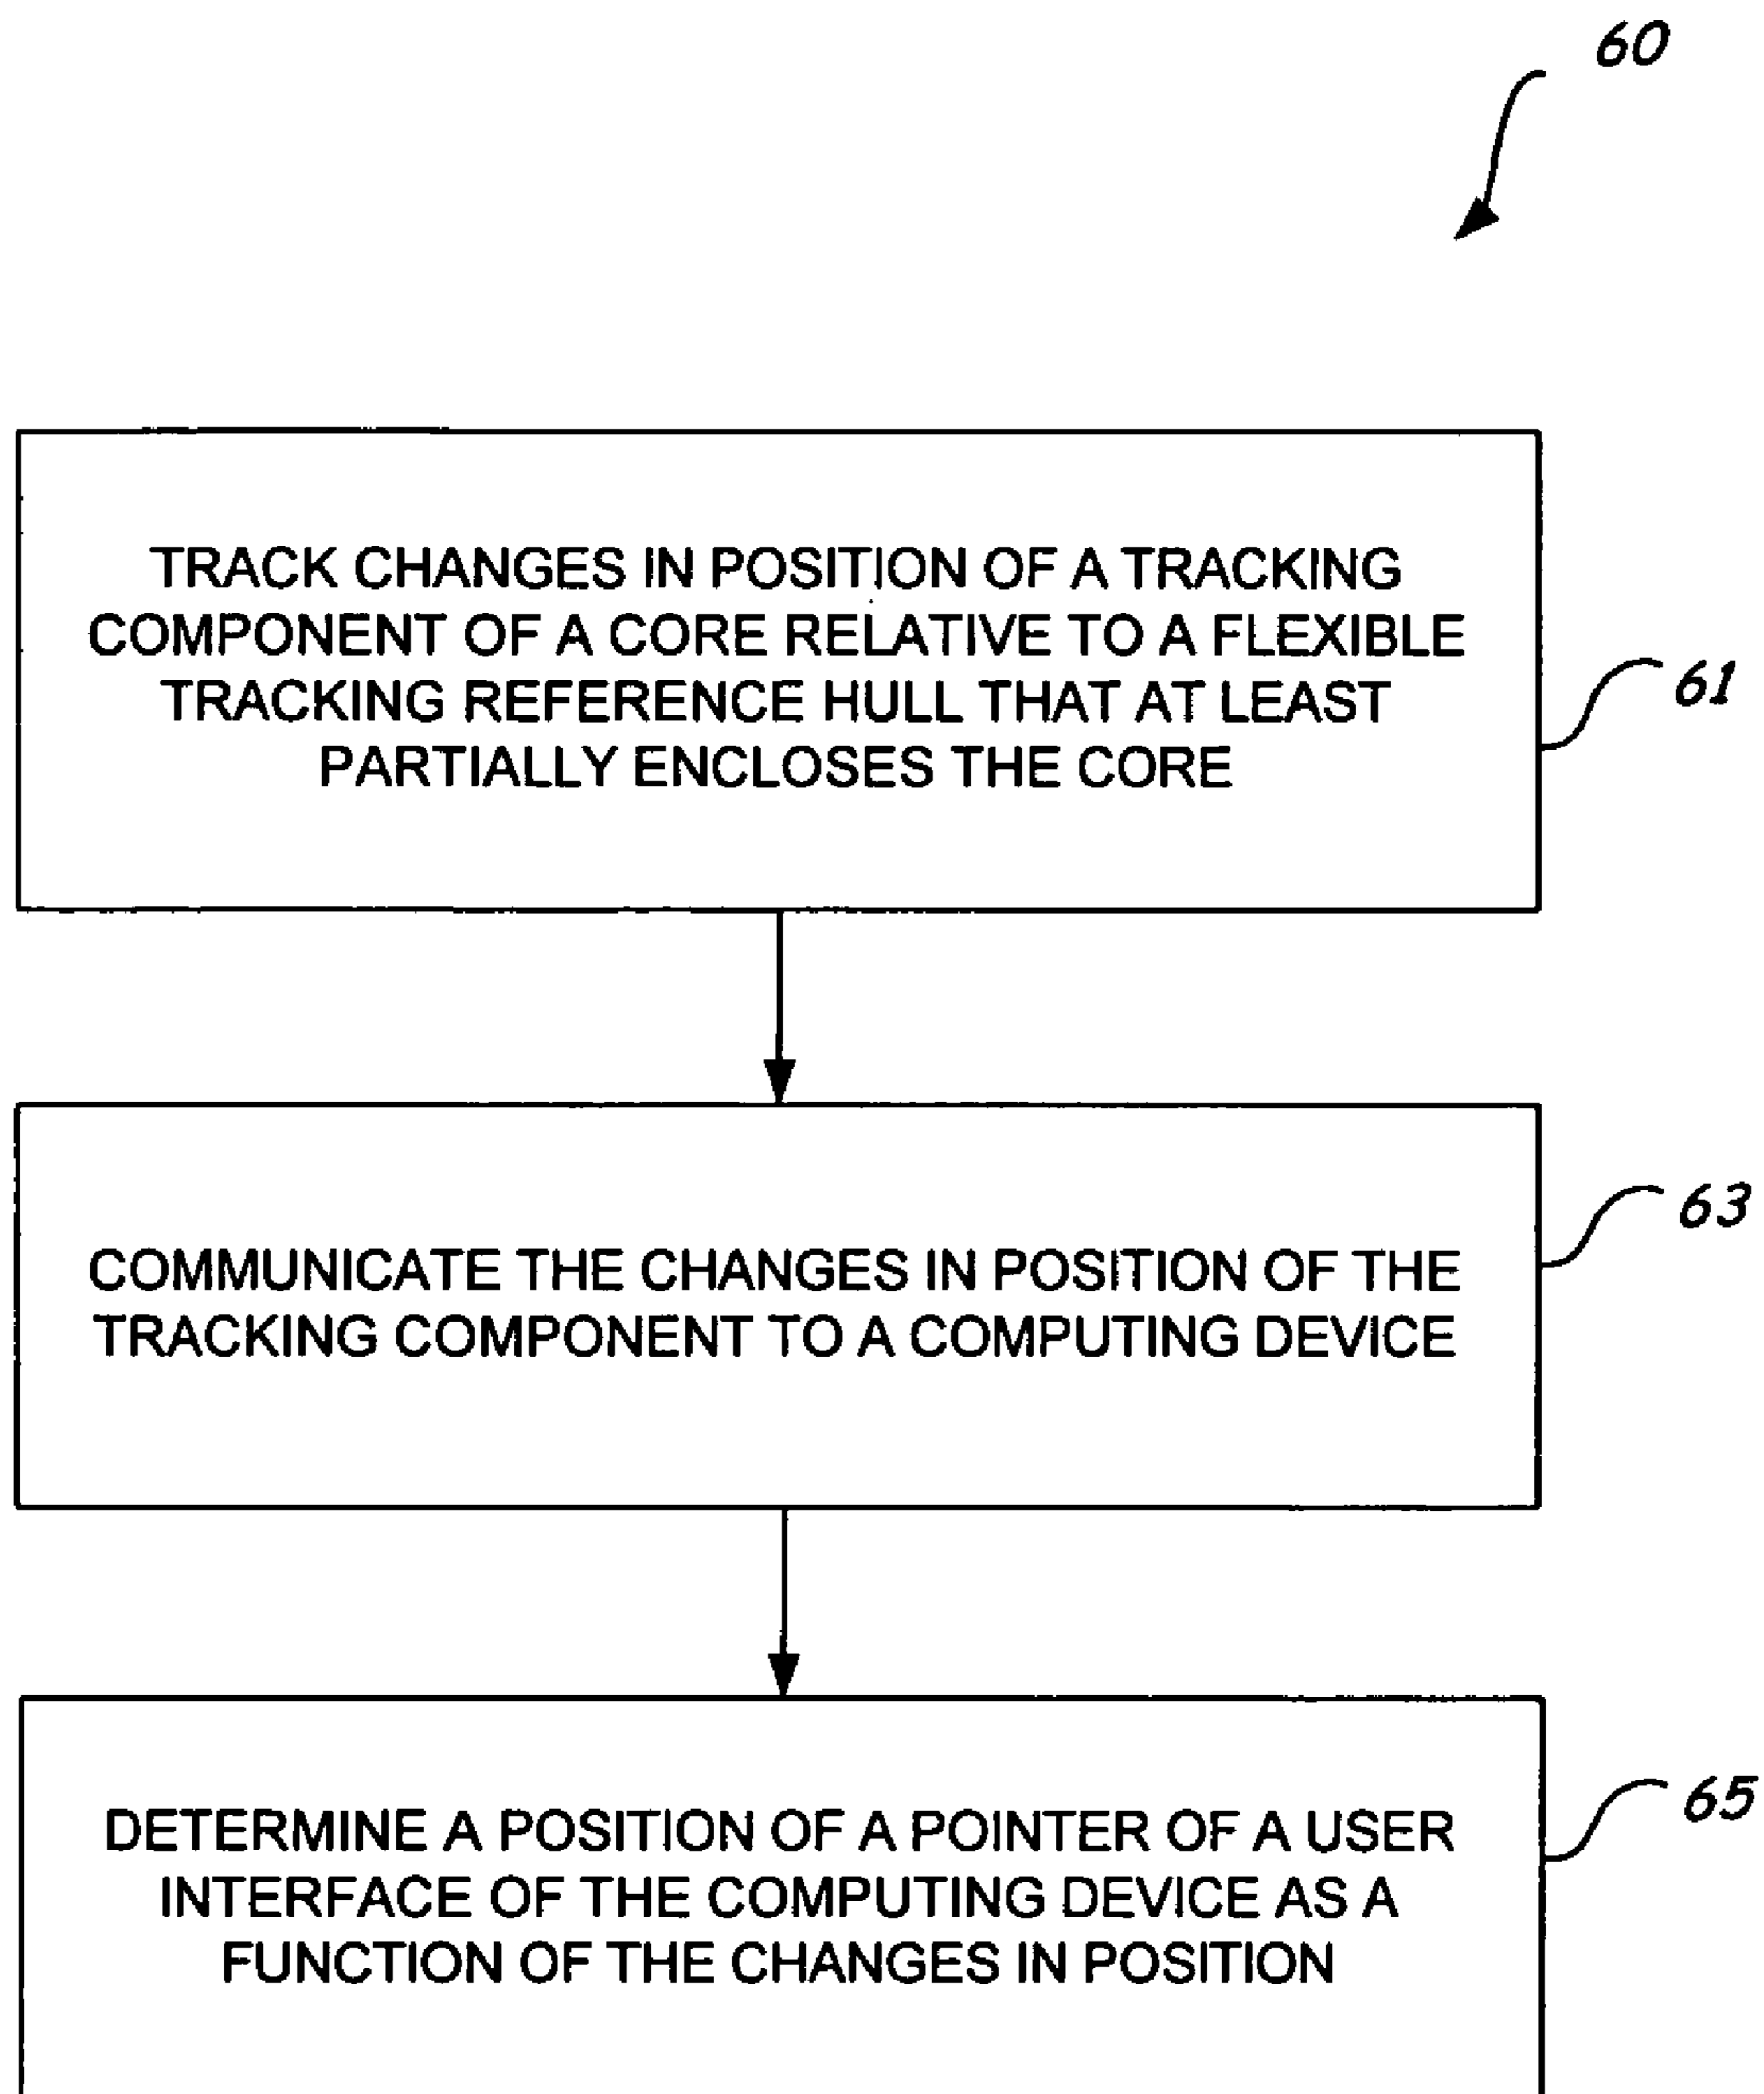 60
TRACK CHANGES IN POSITION OF A TRACKING
COMPONENT OF A CORE RELATIVE TO A FLEXIBLE
TRACKING REFERENCE HULL THAT AT LEAST
PARTIALLY ENCLOSES THE CORE
61
COMMUNICATE THE CHANGES IN POSITION OF THE
TRACKING COMPONENT TO A COMPUTING DEVICE
63
DETERMINE A POSITION OF A POINTER OF A USER
INTERFACE OF THE COMPUTING DEVICE AS A
FUNCTION OF THE CHANGES IN POSITION
65